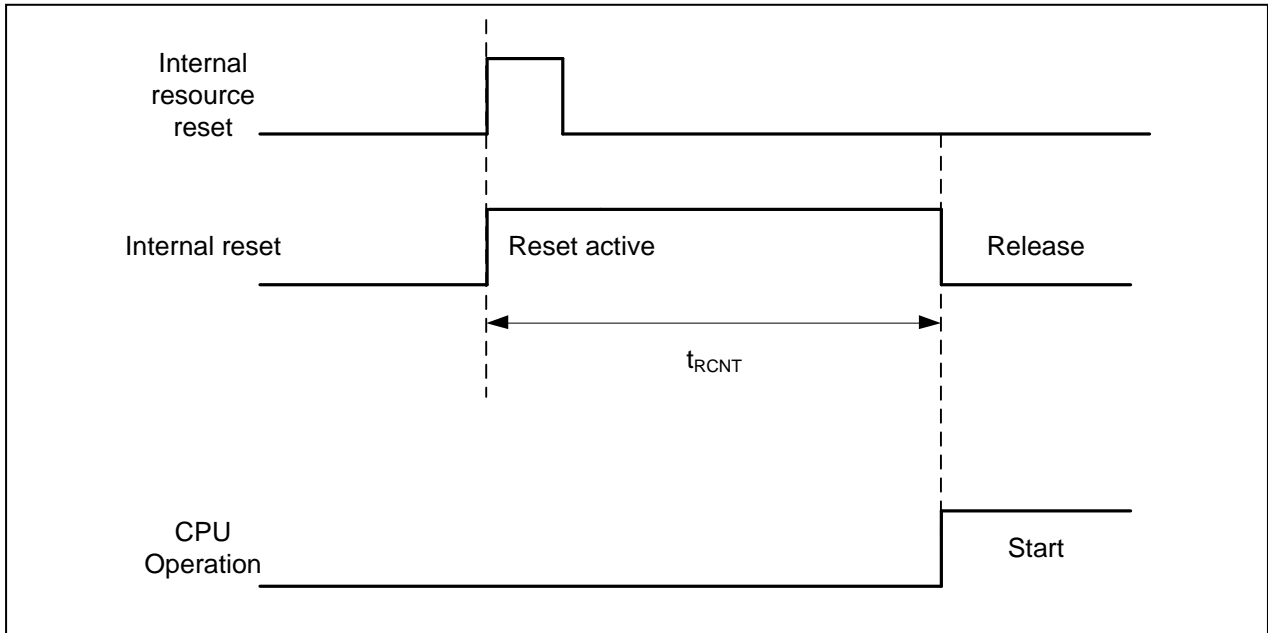 Internal
resource
reset
Internal reset
Reset active
Release
tRCNT
CPU
Operation
Start